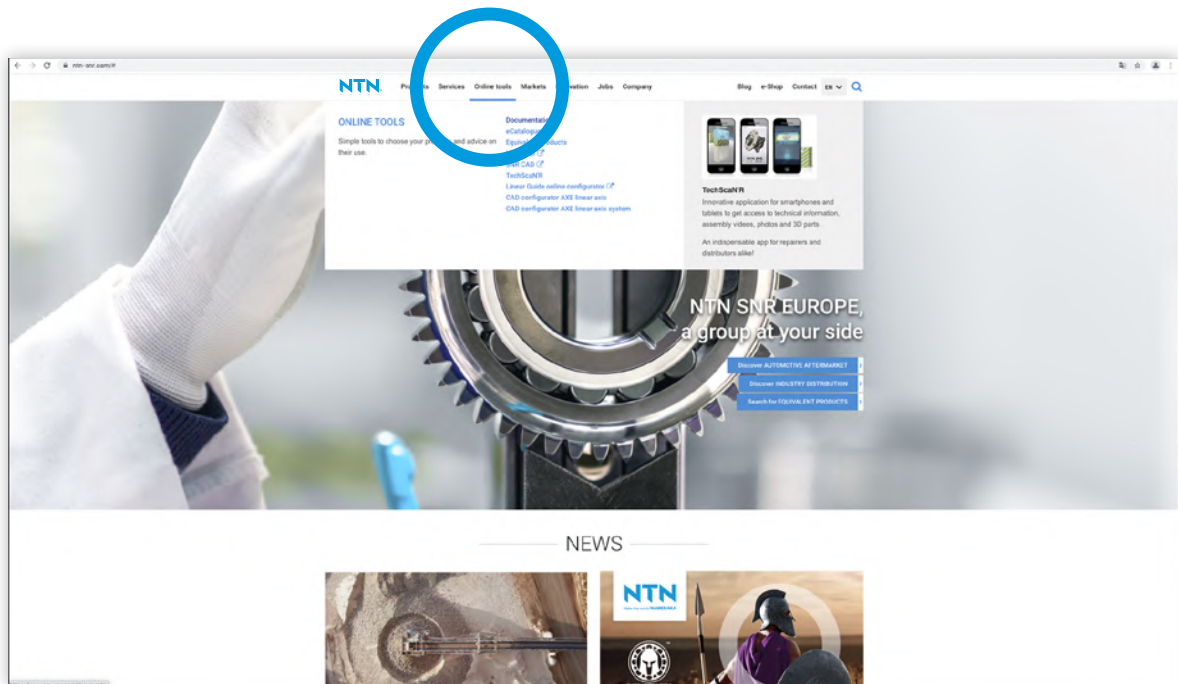 ntn-snr.com/#
NTN
Services
Online tools
Markets
Jobs
Company
Blog
e-Shop
Contact
EN
ONLINE TOOLS
Simple tools to choose your and advice on
their use.
eCatalogue
SNR CAD
TechScaN'R
Linear Guide online configurator
CAD configurator AXE linear axis
CAD configurator AXE linear axis system
TechScaN'R
Innovative application for smartphones and
tablets to get access to technical information,
assembly videos, photos and 3D parts.
An indispensable app for repairers and
distributors alike!
NTN SNR EUROPE,
a group at your side
Discover AUTOMOTIVE AFTERMARKET
Discover INDUSTRY DISTRIBUTION
Search for EQUIVALENT PRODUCTS
NEWS
NTN